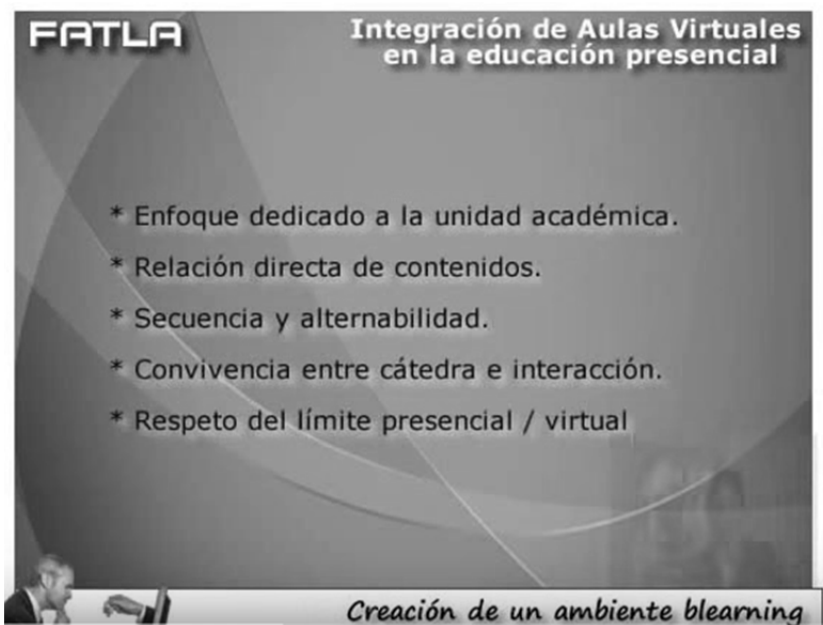 FATLA
Integración de Aulas Virtuales
en la educación presencial
* Enfoque dedicado a la unidad académica.
* Relación directa de contenidos.
* Secuencia y alternabilidad.
* Convivencia entre cátedra e interacción.
* Respeto del límite presencial / virtual
Creación de un ambiente blearning